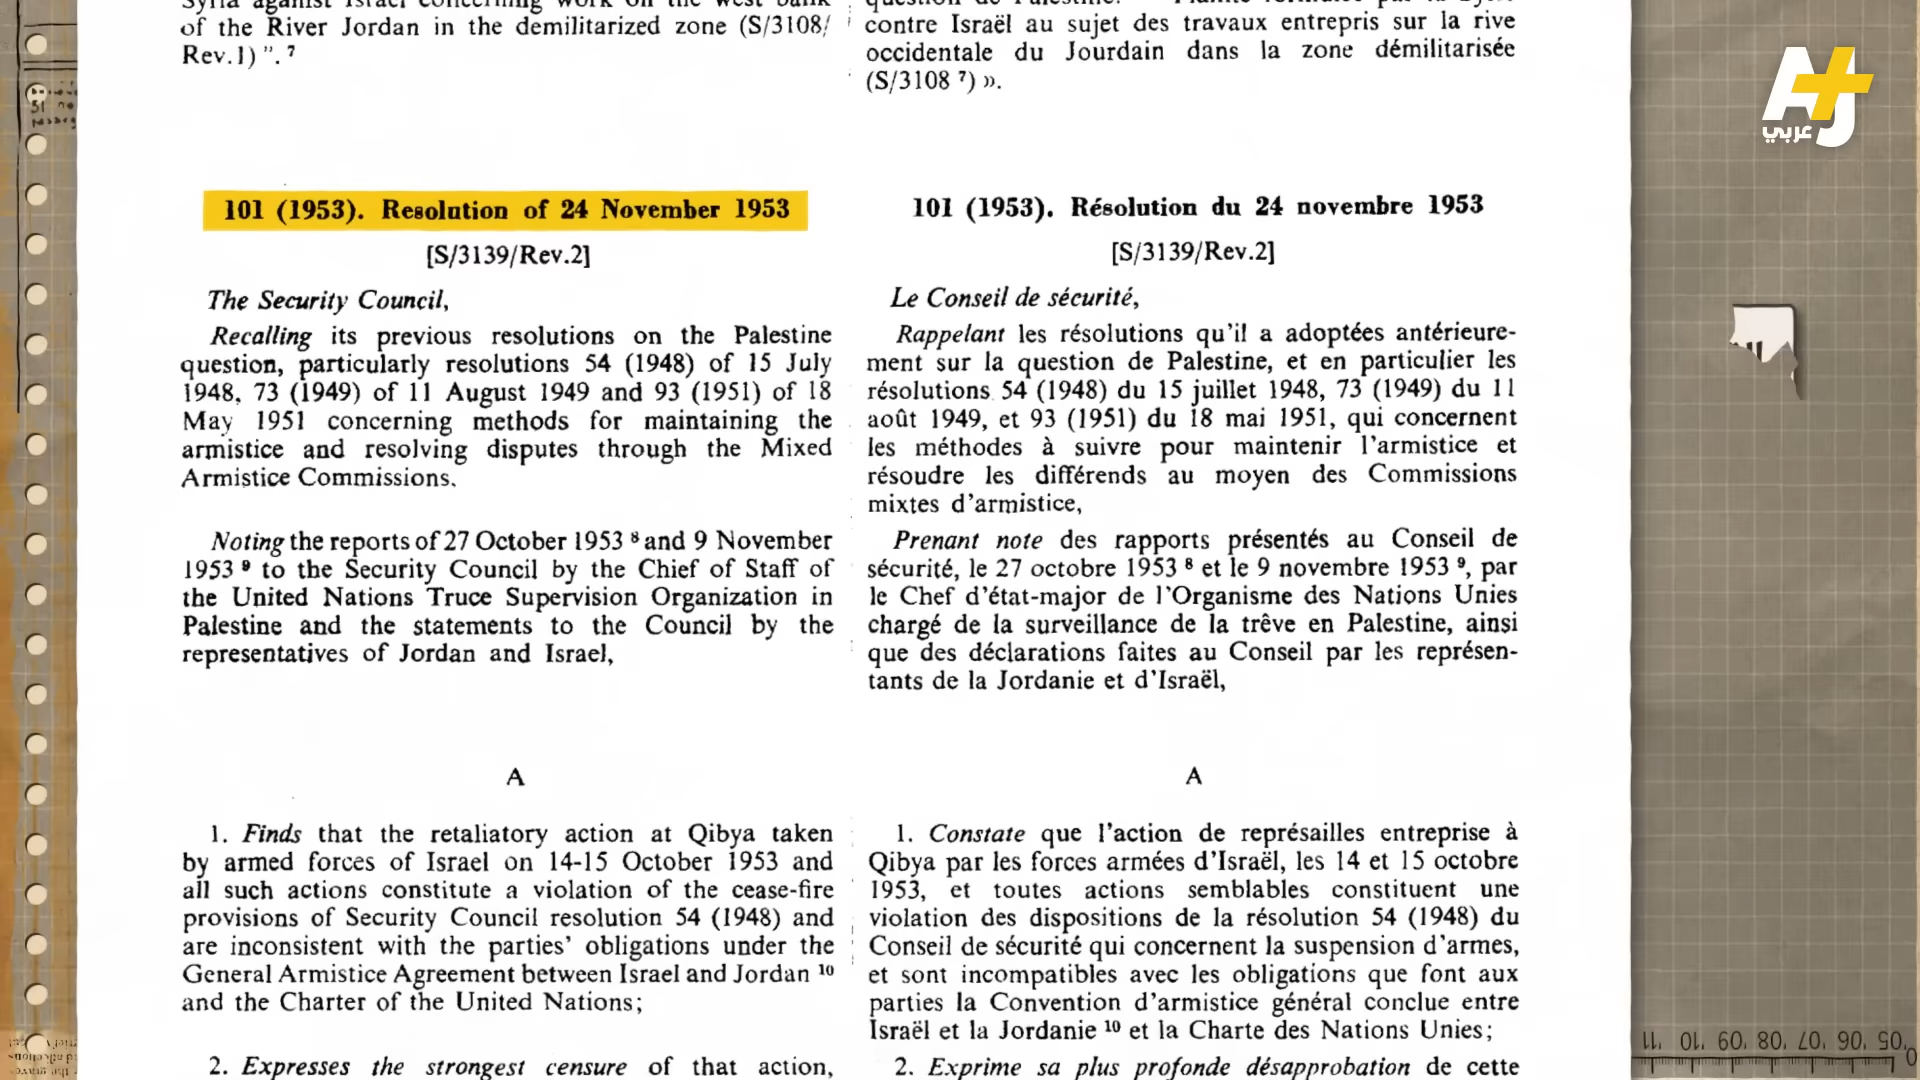 of the River Jordan in the demilitarized zone (S/3108/
Rev.1) ”. ⁷
101 (1953). Resolution of 24 November 1953
[S/3139/Rev.2]
The Security Council,
Recalling its previous resolutions on the Palestine
question, particularly resolutions 54 (1948) of 15 July
1948, 73 (1949) of 11 August 1949 and 93 (1951) of 18
May 1951 concerning methods for maintaining the
armistice and resolving disputes through the Mixed
Armistice Commissions.
Noting the reports of 27 October 1953 ⁸ and 9 November
1953 ⁹ to the Security Council by the Chief of Staff of
the United Nations Truce Supervision Organization in
Palestine and the statements to the Council by the
representatives of Jordan and Israel,
A
1. Finds that the retaliatory action at Qibya taken
by armed forces of Israel on 14-15 October 1953 and
all such actions constitute a violation of the cease-fire
provisions of Security Council resolution 54 (1948) and
are inconsistent with the parties’ obligations under the
General Armistice Agreement between Israel and Jordan ¹⁰
and the Charter of the United Nations;
2. Expresses the strongest censure of that action,
contre Israël au sujet des travaux entrepris sur la rive
occidentale du Jourdain dans la zone démilitarisée
(S/3108 ⁷) ».
101 (1953). Résolution du 24 novembre 1953
[S/3139/Rev.2]
Le Conseil de sécurité,
Rappelant les résolutions qu’il a adoptées antérieure-
ment sur la question de Palestine, et en particulier les
résolutions 54 (1948) du 15 juillet 1948, 73 (1949) du 11
août 1949, et 93 (1951) du 18 mai 1951, qui concernent
les méthodes à suivre pour maintenir l’armistice et
résoudre les différends au moyen des Commissions
mixtes d’armistice,
Prenant note des rapports présentés au Conseil de
sécurité, le 27 octobre 1953 ⁸ et le 9 novembre 1953 ⁹, par
le Chef d’état-major de l’Organisme des Nations Unies
chargé de la surveillance de la trêve en Palestine, ainsi
que des déclarations faites au Conseil par les représen-
tants de la Jordanie et d’Israël,
A
1. Constate que l’action de représailles entreprise à
Qibya par les forces armées d’Israël, les 14 et 15 octobre
1953, et toutes actions semblables constituent une
violation des dispositions de la résolution 54 (1948) du
Conseil de sécurité qui concernent la suspension d’armes,
et sont incompatibles avec les obligations que font aux
parties la Convention d’armistice général conclue entre
Israël et la Jordanie ¹⁰ et la Charte des Nations Unies;
2. Exprime sa plus profonde désapprobation de cette
AJ+
عربي